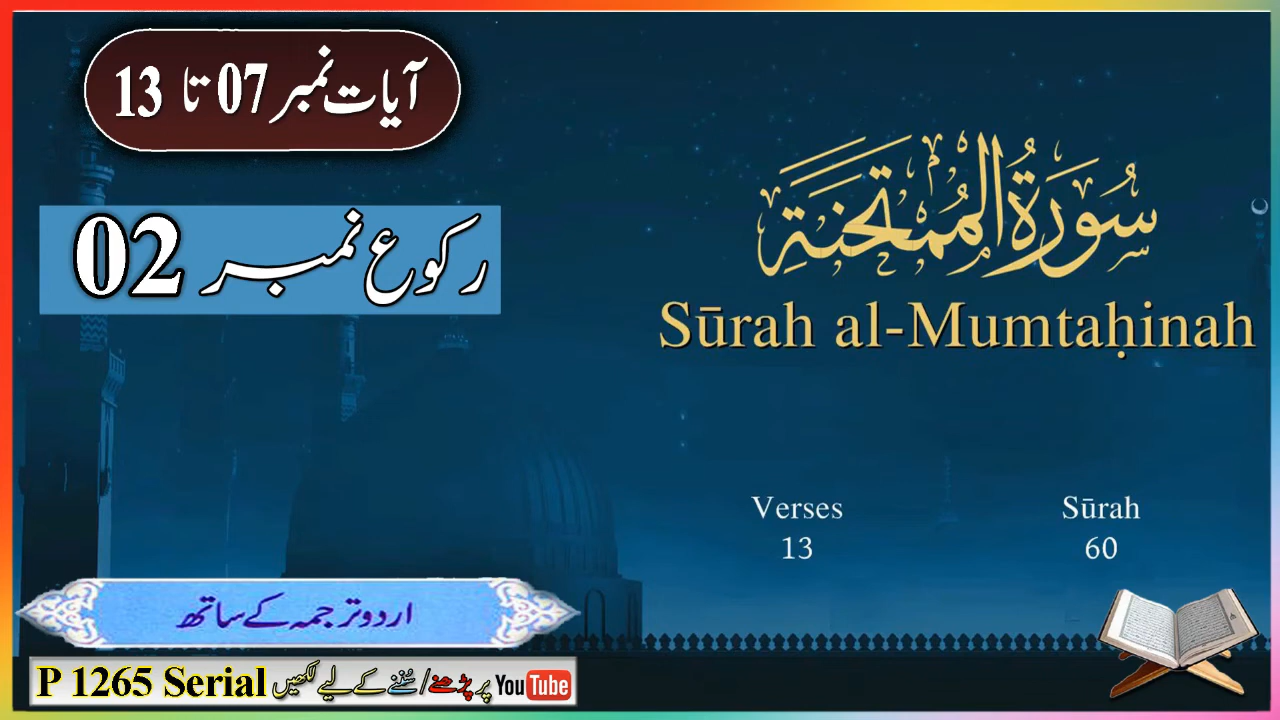 آیات نمبر 07 تا 13
رکوع نمبر 02
سُورَةُ المُمْتَحَنَةِ
Sūrah al-Mumtaḥinah
Verses
13
Sūrah
60
اردو ترجمہ کے ساتھ
YouTube پر پڑھنے/سُننے کے لیے لکھیں P 1265 Serial